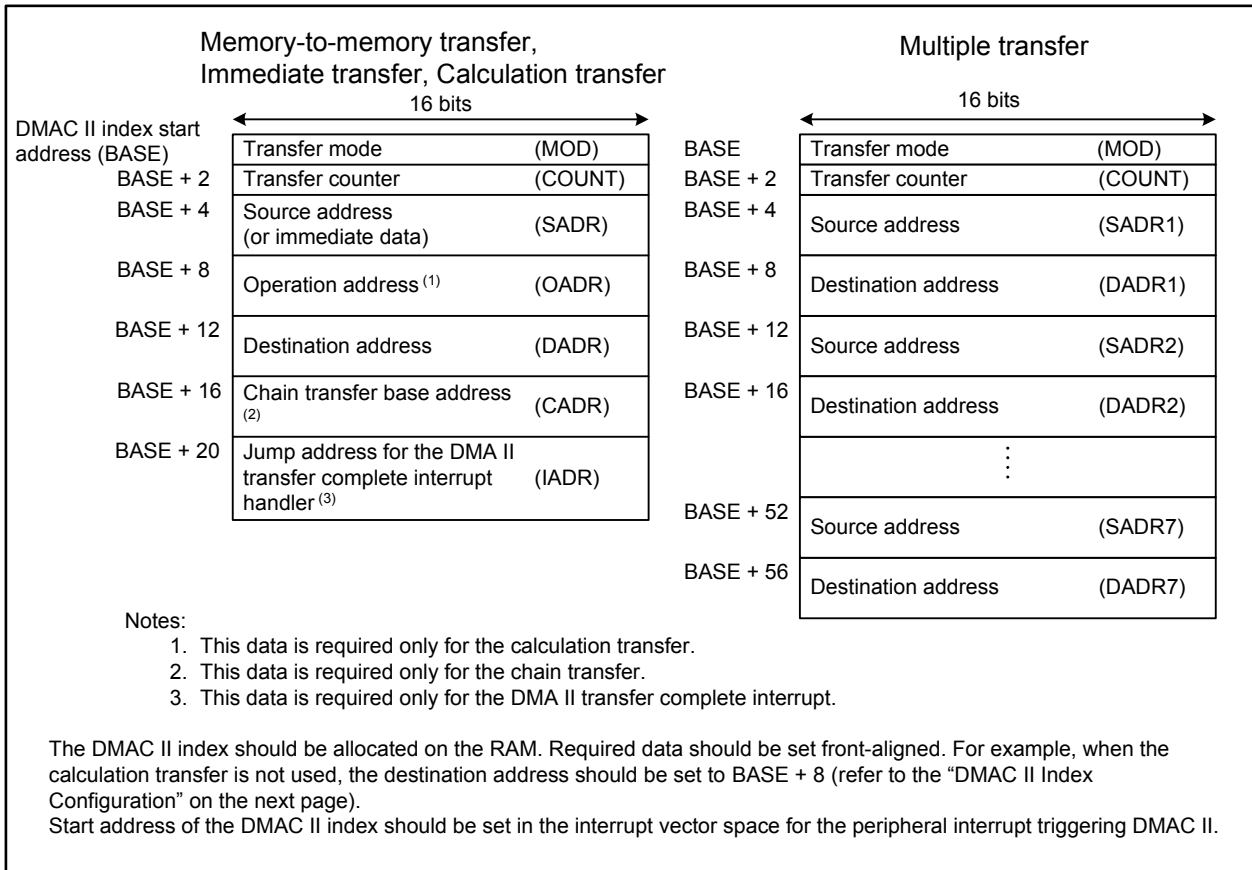 Memory-to-memory transfer,
Immediate transfer, Calculation transfer
16 bits
DMAC II index start
address (BASE)
Transfer mode (MOD)
BASE + 2 Transfer counter (COUNT)
BASE + 4 Source address
(or immediate data) (SADR)
BASE + 8 Operation address (1) (OADR)
BASE + 12 Destination address (DADR)
BASE + 16 Chain transfer base address
(2) (CADR)
BASE + 20 Jump address for the DMA II
transfer complete interrupt (IADR)
handler (3)
Multiple transfer
16 bits
BASE Transfer mode (MOD)
BASE + 2 Transfer counter (COUNT)
BASE + 4 Source address (SADR1)
BASE + 8 Destination address (DADR1)
BASE + 12 Source address (SADR2)
BASE + 16 Destination address (DADR2)
BASE + 52 Source address (SADR7)
BASE + 56 Destination address (DADR7)
Notes:
1. This data is required only for the calculation transfer.
2. This data is required only for the chain transfer.
3. This data is required only for the DMA II transfer complete interrupt.
The DMAC II index should be allocated on the RAM. Required data should be set front-aligned. For example, when the
calculation transfer is not used, the destination address should be set to BASE + 8 (refer to the “DMAC II Index
Configuration” on the next page).
Start address of the DMAC II index should be set in the interrupt vector space for the peripheral interrupt triggering DMAC II.